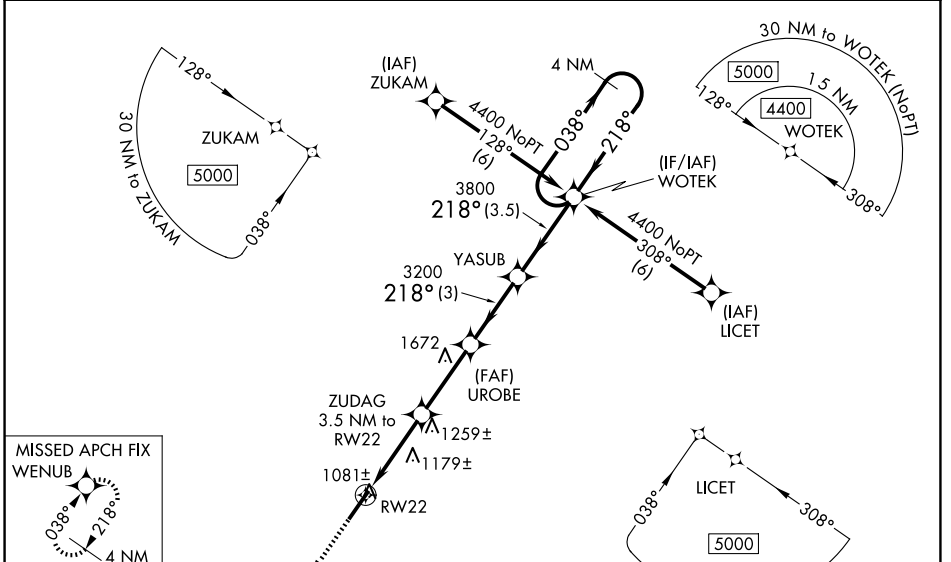 128°
ZUKAM
5000
30 NM to ZUKAM
038°
(IAF)
ZUKAM
4400 NoPT
128°
(6)
4 NM
038°
218°
(IF/IAF)
WOTEK
30 NM to WOTEK (NoPT)
5000
15 NM
4400
128°
WOTEK
308°
3800
218° (3.5)
4400 NoPT
308°
(6)
(IAF)
LICET
YASUB
3200
218° (3)
1672
(FAF)
UROBE
ZUDAG
3.5 NM to
RW22
1259±
1179±
1081±
RW22
MISSED APCH FIX
WENUB
038°
218°
4 NM
LICET
038°
308°
5000